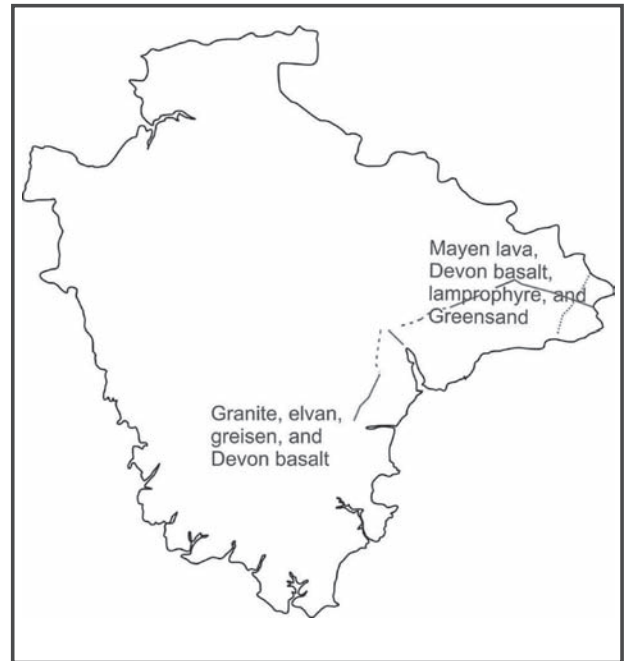 Mayen lava,
Devon basalt,
lamprophyre, and
Greensand
Granite, elvan,
greisen, and
Devon basalt